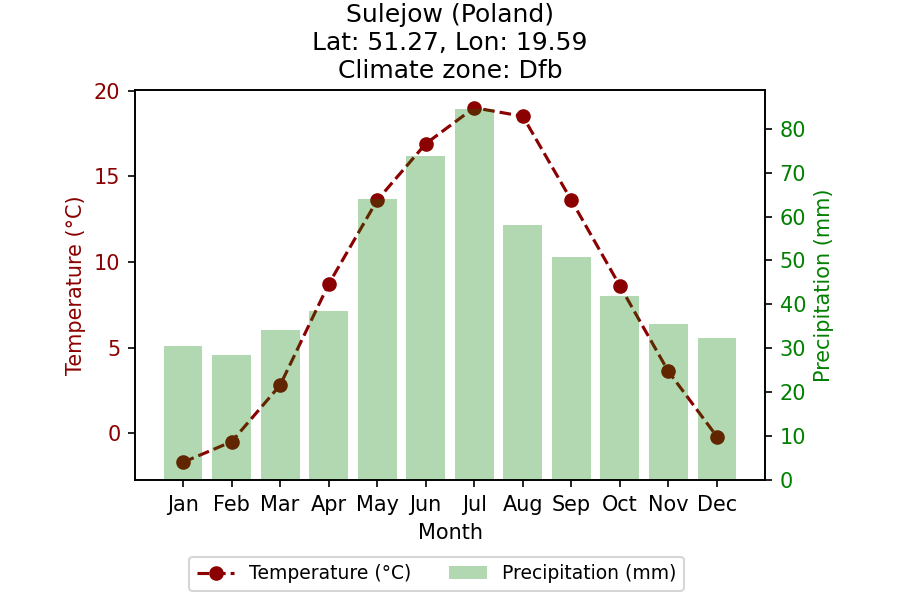 Sulejow (Poland)
Lat: 51.27, Lon: 19.59
Climate zone: Dfb
Temperature (°C)
20
15
10
5
0
Precipitation (mm)
80
70
60
50
40
30
20
10
0
Jan Feb Mar Apr May Jun Jul Aug Sep Oct Nov Dec
Month
Temperature (°C) Precipitation (mm)